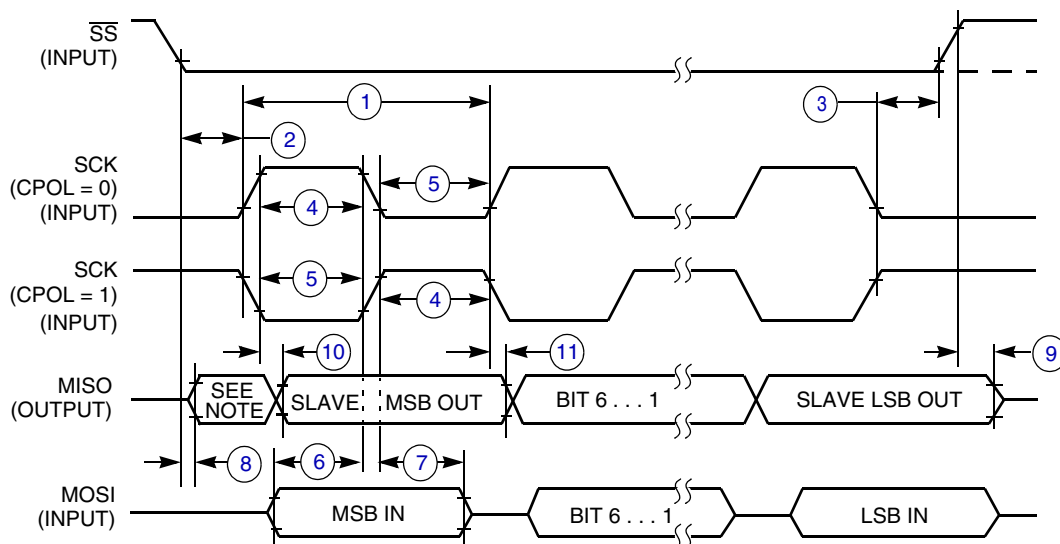 SS
(INPUT)
1
3
2
SCK
(CPOL = 0)
(INPUT)
5
4
SCK
(CPOL = 1)
(INPUT)
5
4
10
11
9
MISO
(OUTPUT)
SEE
NOTE
SLAVE
MSB OUT
BIT 6 . . . 1
SLAVE LSB OUT
8
6
7
MOSI
(INPUT)
MSB IN
BIT 6 . . . 1
LSB IN